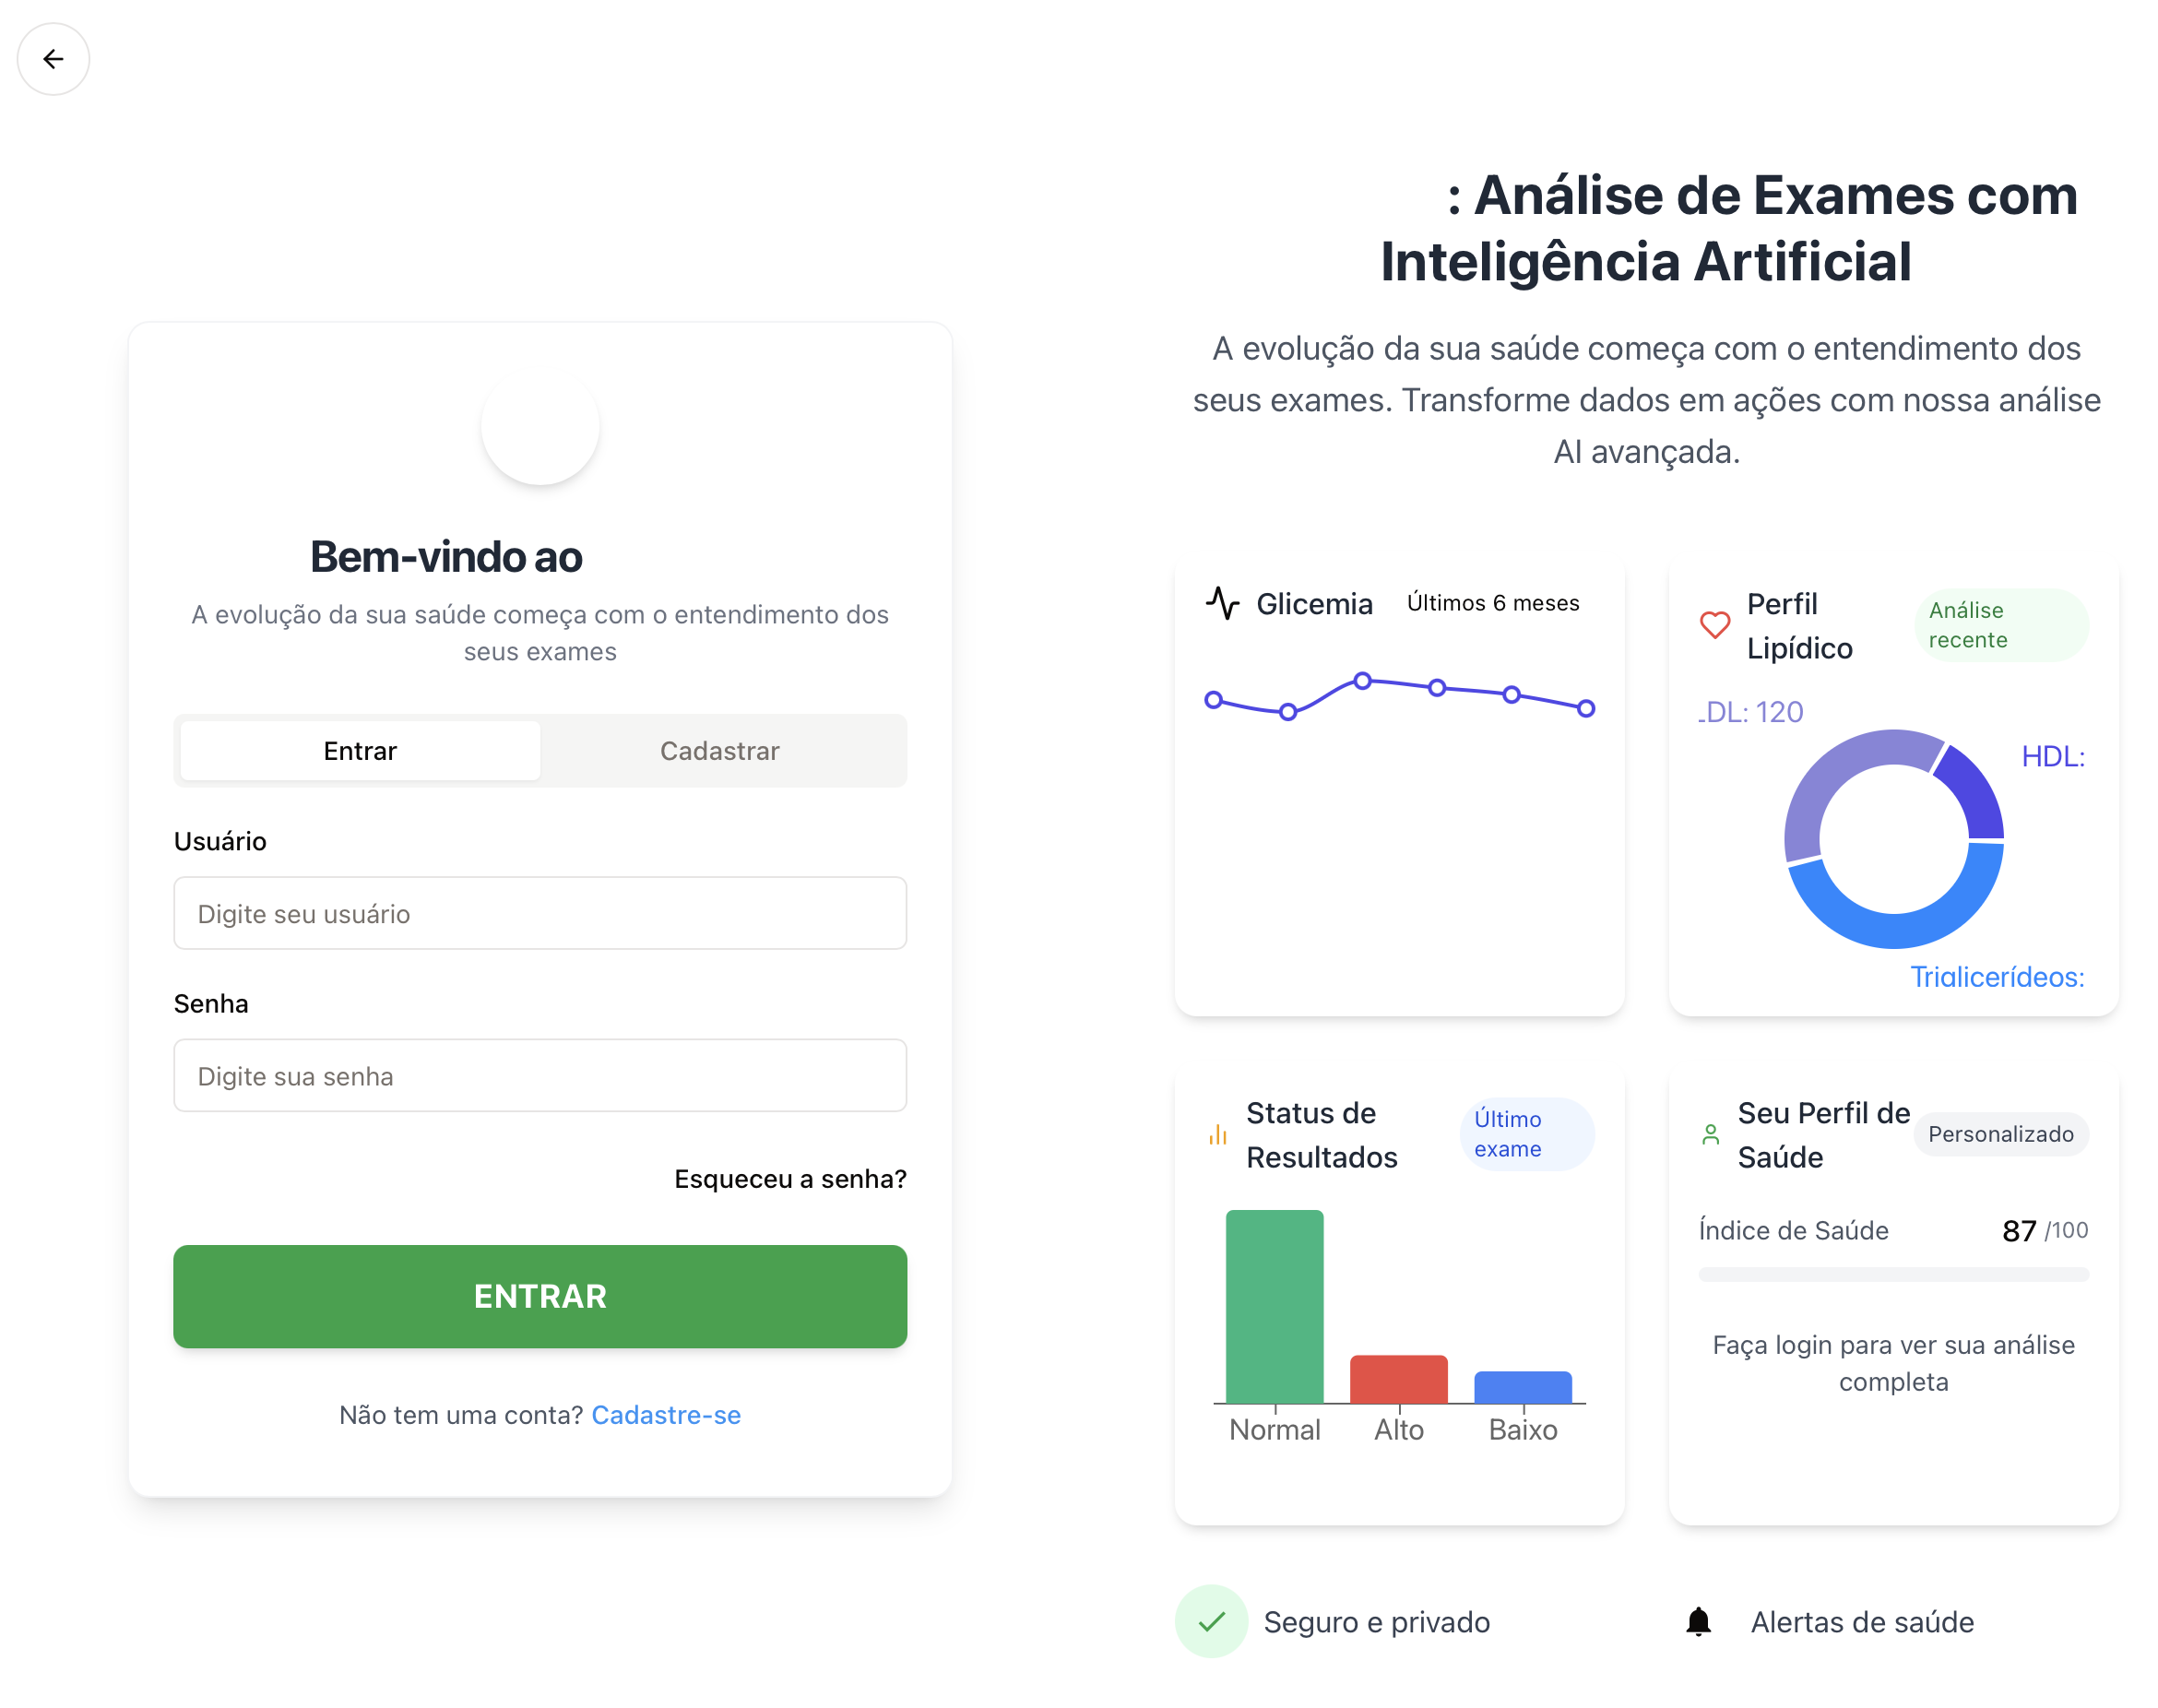 Bem-vindo ao
A evolução da sua saúde começa com o entendimento dos
seus exames
Entrar
Cadastrar
Usuário
Digite seu usuário
Senha
Digite sua senha
Esqueceu a senha?
ENTRAR
Não tem uma conta? Cadastre-se
: Análise de Exames com
Inteligência Artificial
A evolução da sua saúde começa com o entendimento dos
seus exames. Transforme dados em ações com nossa análise
AI avançada.
Glicemia
Últimos 6 meses
Perfil
Lipídico
Análise
recente
LDL: 120
HDL:
Triglicerídeos:
Status de
Resultados
Último
exame
Normal
Alto
Baixo
Seu Perfil de
Saúde
Personalizado
Índice de Saúde
87 /100
Faça login para ver sua análise
completa
Seguro e privado
Alertas de saúde